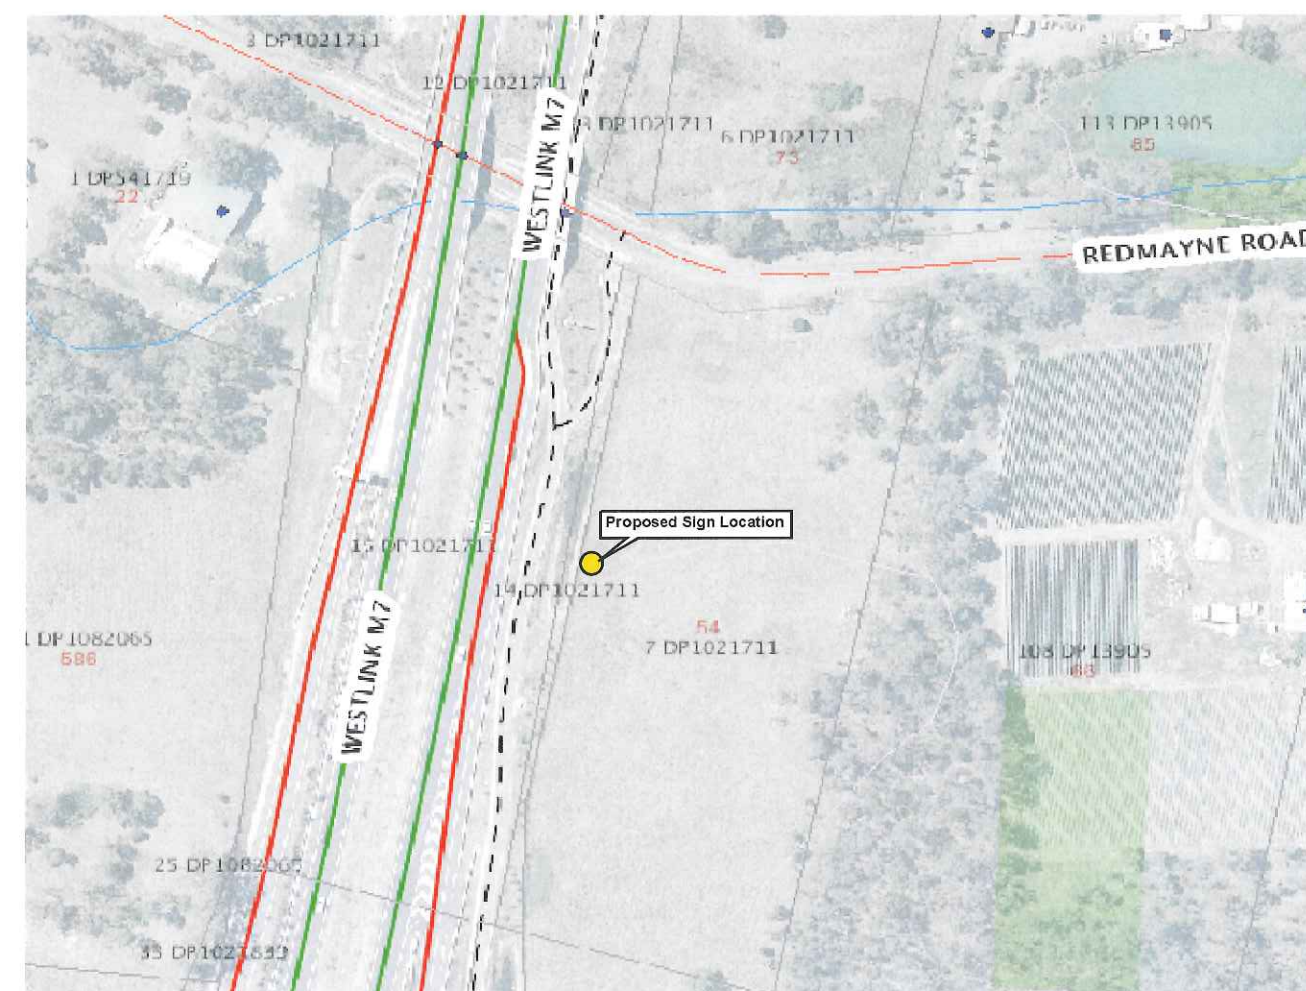 3 DP1021711
12 DP1021711
WESTLINK M7
DP1021711
6 DP1021711
73
113 DP13905
85
1 DP541719
22
REDMAYNE ROAD
Proposed Sign Location
15 DP1021711
14 DP1021711
54
7 DP1021711
1 DP1082065
586
WESTLINK M7
108 DP13905
25 DP1082065
DP1021833